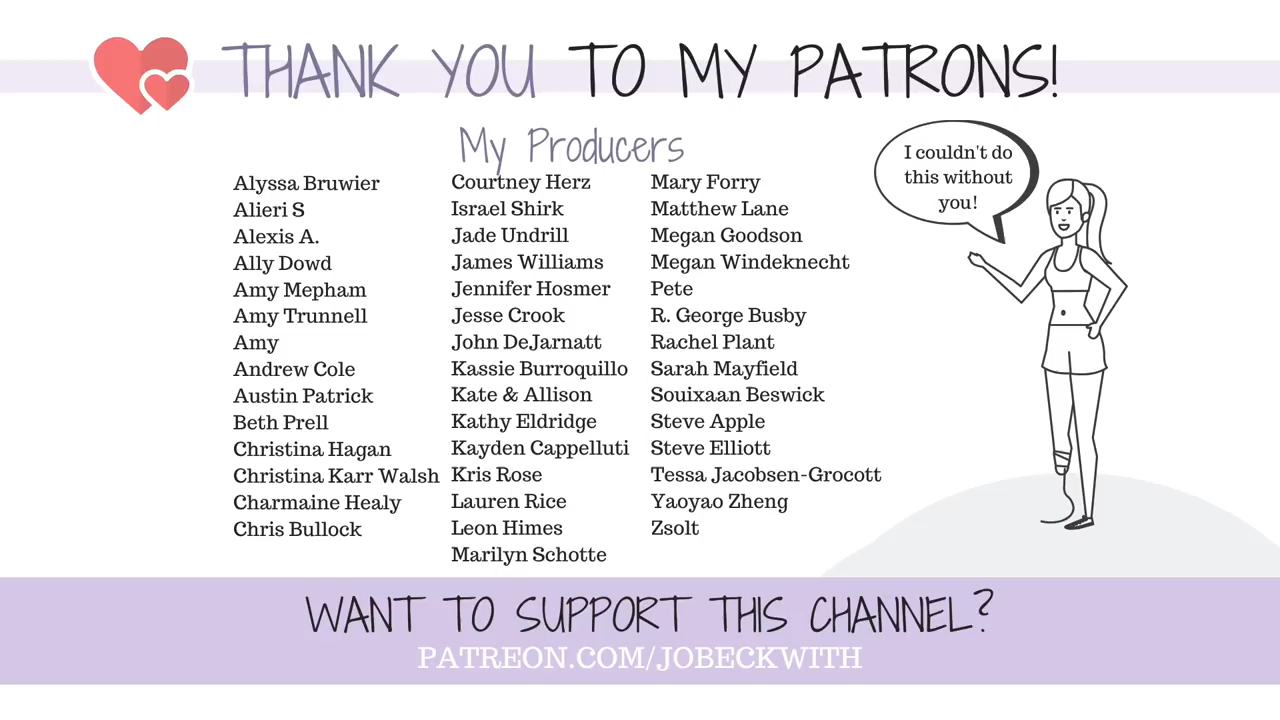 THANK YOU TO MY PATRONS!
My Producers
Alyssa Bruwier
Alieri S
Alexis A.
Ally Dowd
Amy Mepham
Amy Trunnell
Amy
Andrew Cole
Austin Patrick
Beth Prell
Christina Hagan
Christina Karr Walsh
Charmaine Healy
Chris Bullock
Courtney Herz
Israel Shirk
Jade Undrill
James Williams
Jennifer Hosmer
Jesse Crook
John DeJarnatt
Kassie Burroquillo
Kate & Allison
Kathy Eldridge
Kayden Cappelluti
Kris Rose
Lauren Rice
Leon Himes
Marilyn Schotte
Mary Forry
Matthew Lane
Megan Goodson
Megan Windeknecht
Pete
R. George Busby
Rachel Plant
Sarah Mayfield
Souixaan Beswick
Steve Apple
Steve Elliott
Tessa Jacobsen-Grocott
Yaoyao Zheng
Zsolt
I couldn't do
this without
you!
WANT TO SUPPORT THIS CHANNEL?
PATREON.COM/JOBECKWITH